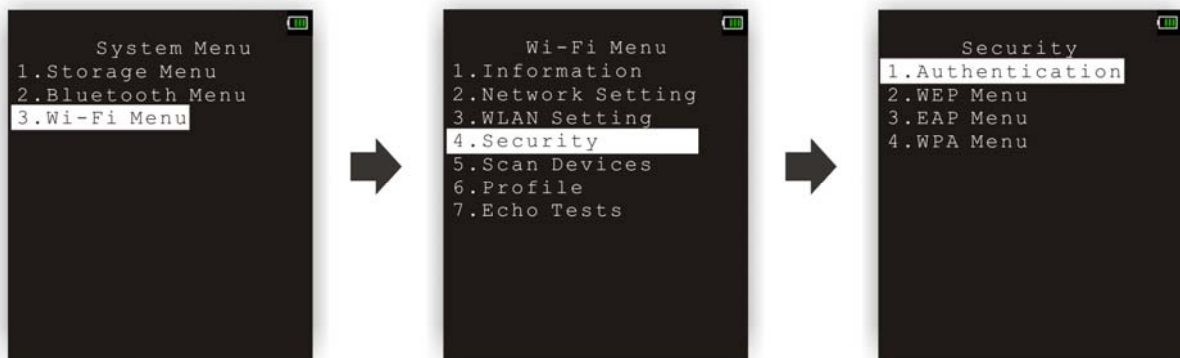 System Menu
1.Storage Menu
2.Bluetooth Menu
3.Wi-Fi Menu
Wi-Fi Menu
1.Information
2.Network Setting
3.WLAN Setting
4.Security
5.Scan Devices
6.Profile
7.Echo Tests
Security
1.Authentication
2.WEP Menu
3.EAP Menu
4.WPA Menu